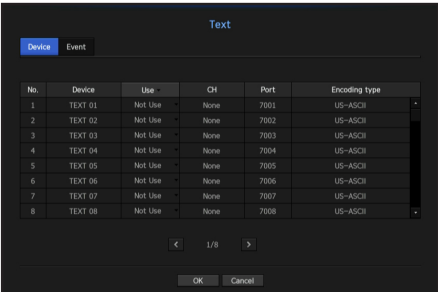 Text
Device Event
No. Device Use CH Port Encoding type
1 TEXT 01 Not Use None 7001 US-ASCII
2 TEXT 02 Not Use None 7002 US-ASCII
3 TEXT 03 Not Use None 7003 US-ASCII
4 TEXT 04 Not Use None 7004 US-ASCII
5 TEXT 05 Not Use None 7005 US-ASCII
6 TEXT 06 Not Use None 7006 US-ASCII
7 TEXT 07 Not Use None 7007 US-ASCII
8 TEXT 08 Not Use None 7008 US-ASCII
< 1/8 >
OK Cancel